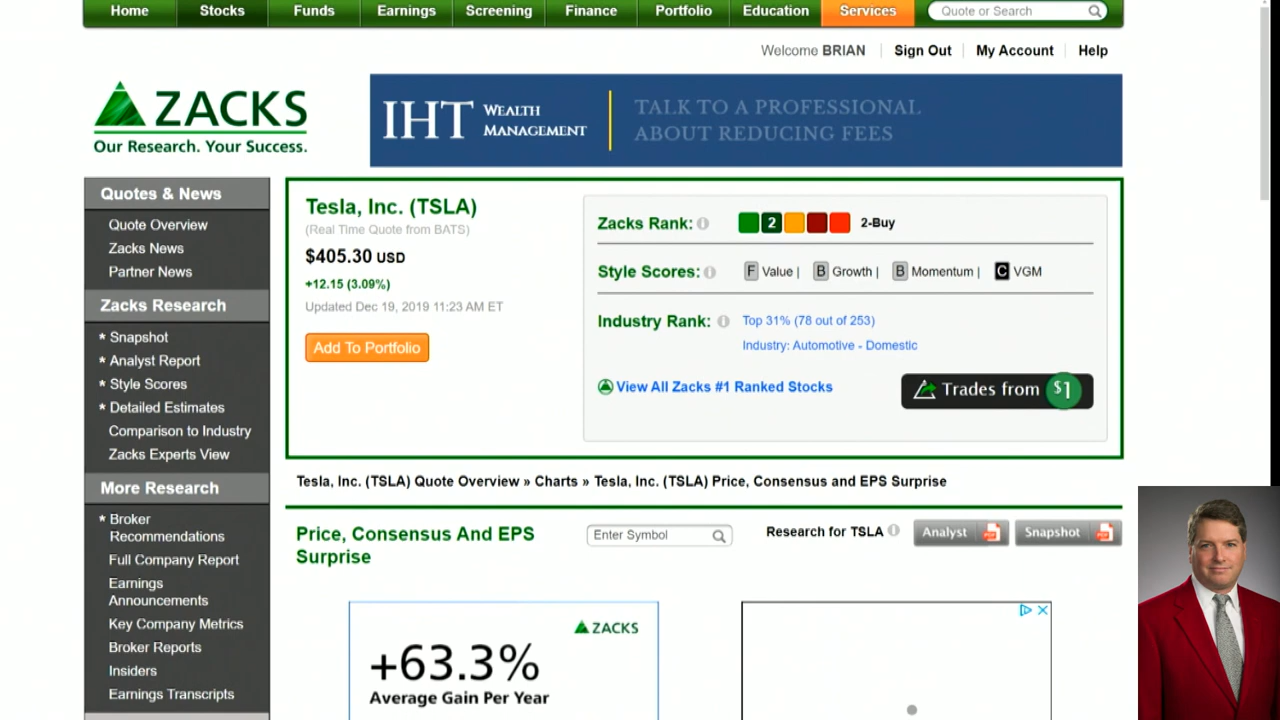 Home Stocks Funds Earnings Screening Finance Portfolio Education Services Quote or Search
Welcome BRIAN Sign Out My Account Help
ZACKS
Our Research. Your Success.
IHT WEALTH MANAGEMENT
TALK TO A PROFESSIONAL
ABOUT REDUCING FEES
Quotes & News
Quote Overview
Zacks News
Partner News
Zacks Research
* Snapshot
* Analyst Report
* Style Scores
* Detailed Estimates
Comparison to Industry
Zacks Experts View
More Research
* Broker
Recommendations
Full Company Report
Earnings
Announcements
Key Company Metrics
Broker Reports
Insiders
Earnings Transcripts
Tesla, Inc. (TSLA)
(Real Time Quote from BATS)
$405.30 USD
+12.15 (3.09%)
Updated Dec 19, 2019 11:23 AM ET
Add To Portfolio
Zacks Rank: i 2 2-Buy
Style Scores: i F Value | B Growth | B Momentum | C VGM
Industry Rank: i Top 31% (78 out of 253)
Industry: Automotive - Domestic
View All Zacks #1 Ranked Stocks
Trades from $1
Tesla, Inc. (TSLA) Quote Overview » Charts » Tesla, Inc. (TSLA) Price, Consensus and EPS Surprise
Price, Consensus And EPS
Surprise
Enter Symbol
Research for TSLA i Analyst PDF Snapshot PDF
ZACKS
+63.3%
Average Gain Per Year